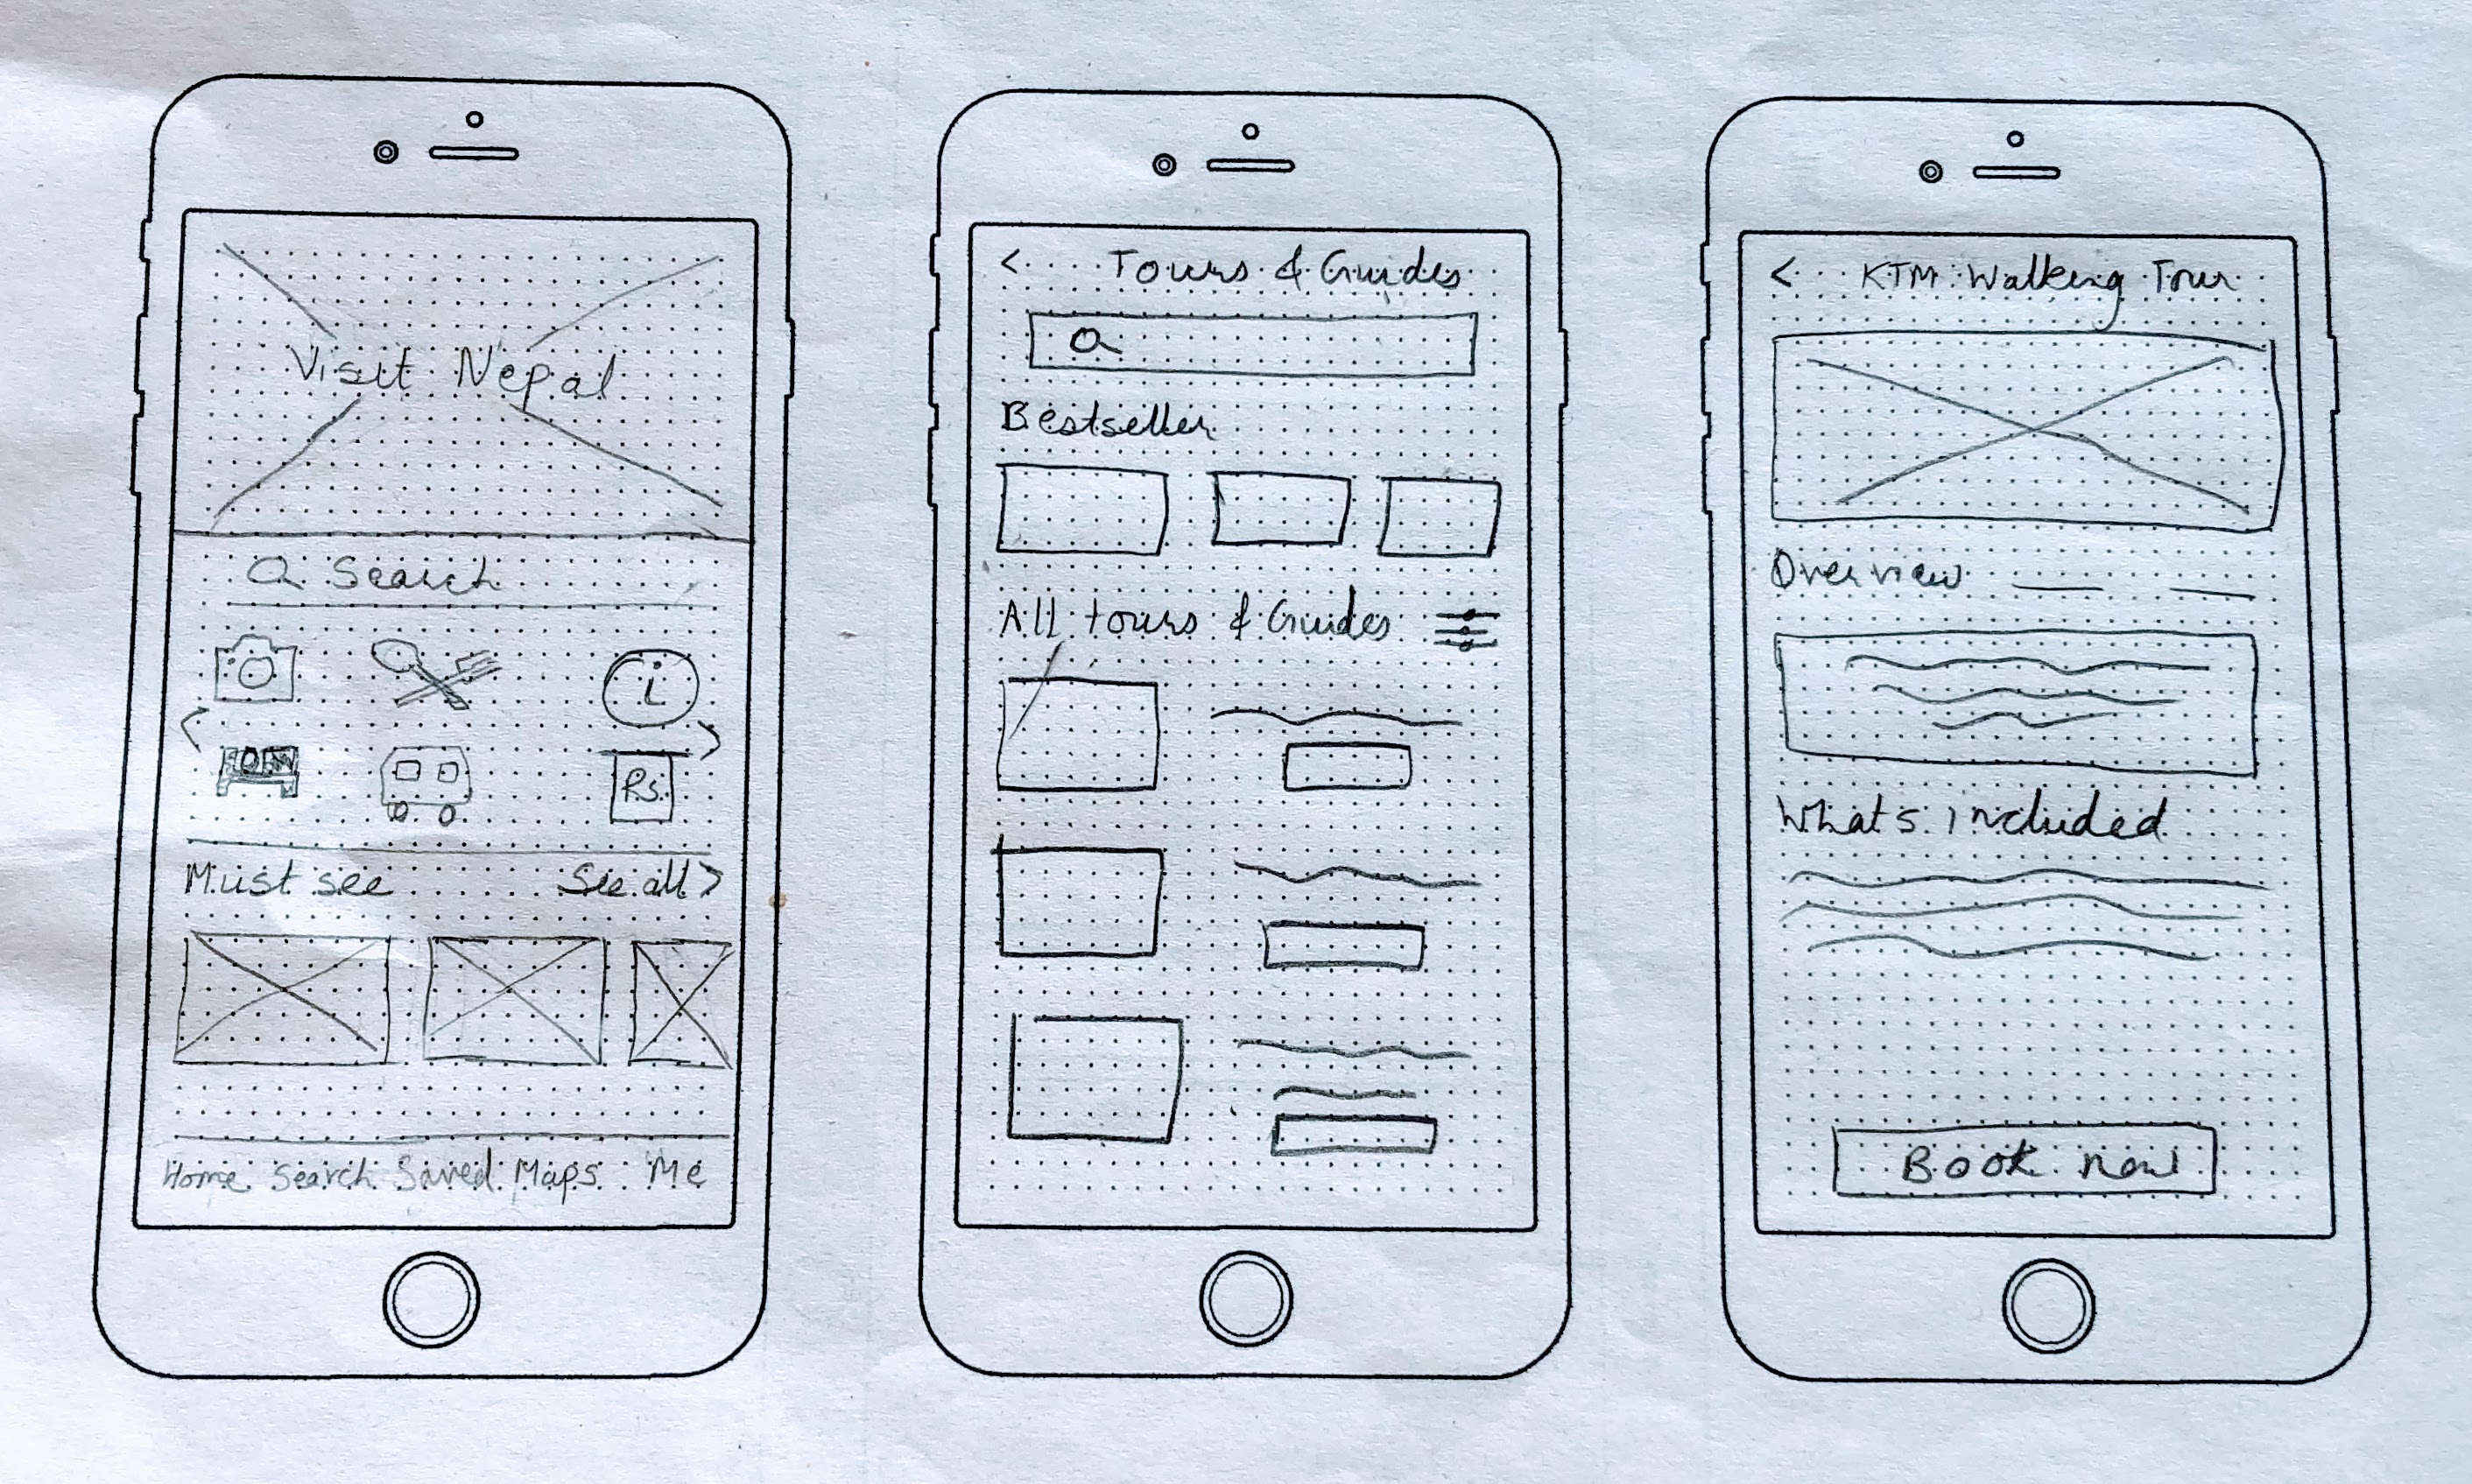 Visit Nepal
Search
i
Rs.
Must see See all >
Home Search Saved Maps Me
< Tours & Guides
Bestseller
All tours & Guides
< KTM Walking Tour
Overview
Whats included
Book now